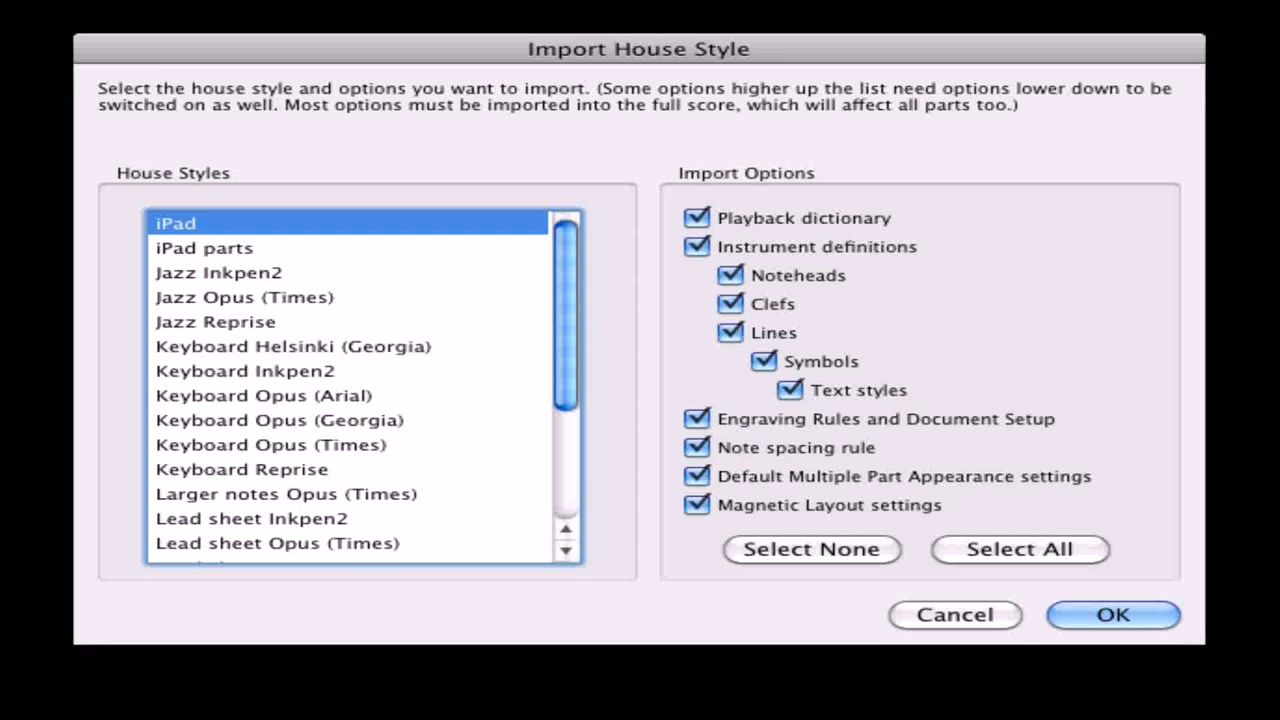 Import House Style
Select the house style and options you want to import. (Some options higher up the list need options lower down to be
switched on as well. Most options must be imported into the full score, which will affect all parts too.)
House Styles
iPad
iPad parts
Jazz Inkpen2
Jazz Opus (Times)
Jazz Reprise
Keyboard Helsinki (Georgia)
Keyboard Inkpen2
Keyboard Opus (Arial)
Keyboard Opus (Georgia)
Keyboard Opus (Times)
Keyboard Reprise
Larger notes Opus (Times)
Lead sheet Inkpen2
Lead sheet Opus (Times)
Import Options
Playback dictionary
Instrument definitions
Noteheads
Clefs
Lines
Symbols
Text styles
Engraving Rules and Document Setup
Note spacing rule
Default Multiple Part Appearance settings
Magnetic Layout settings
Select None
Select All
Cancel
OK